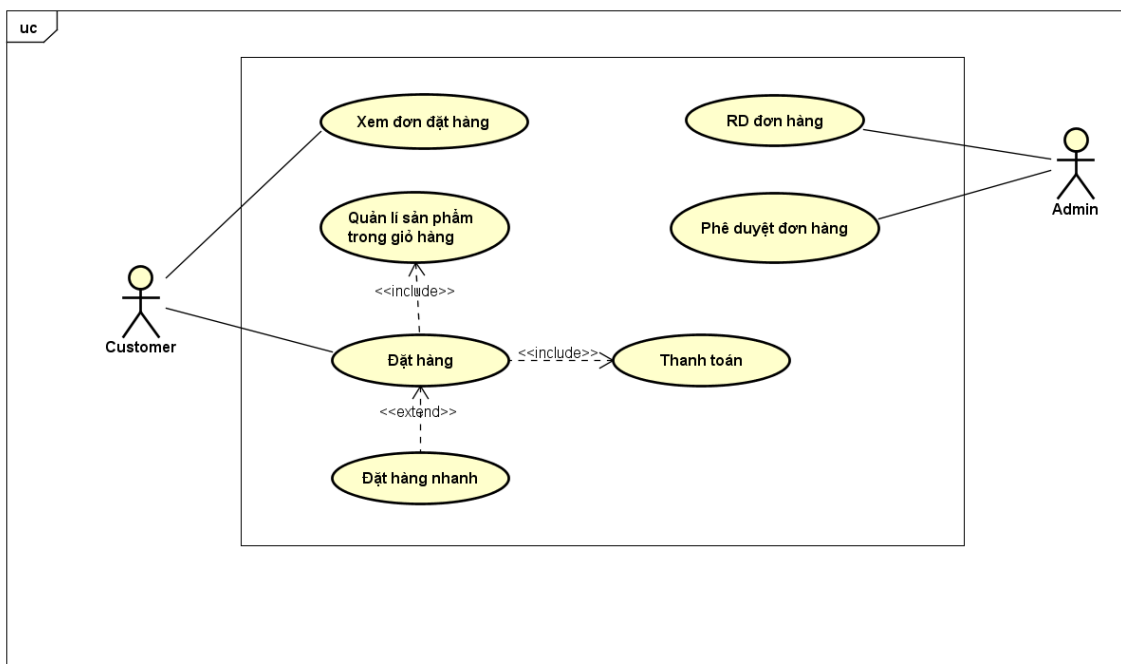 uc
Xem đơn đặt hàng
RD đơn hàng
Quản lí sản phẩm
trong giỏ hàng
Phê duyệt đơn hàng
Admin
<<include>>
Customer
Đặt hàng
<<include>>
Thanh toán
<<extend>>
Đặt hàng nhanh